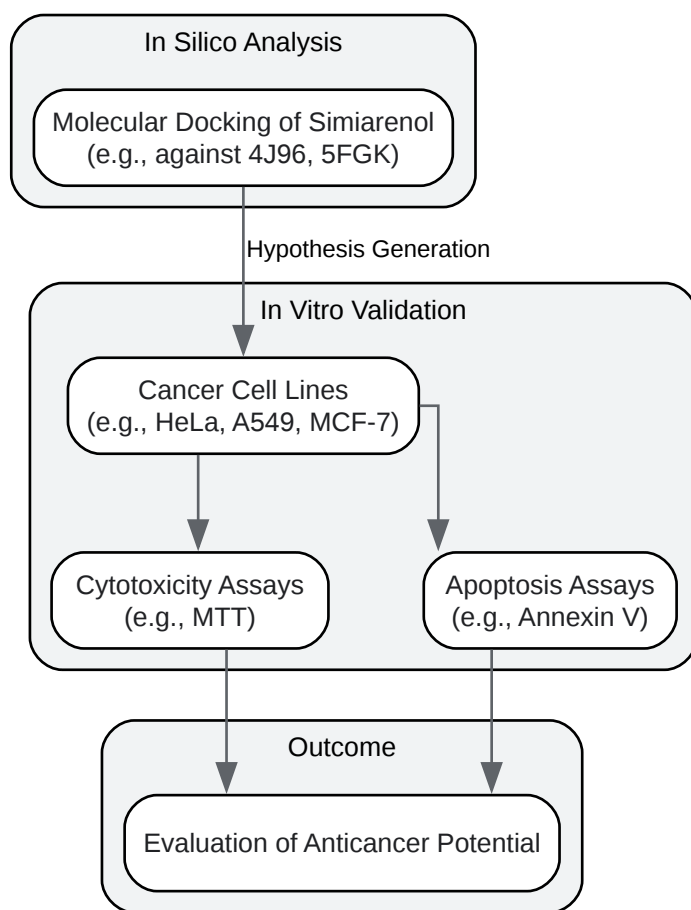 In Silico Analysis
Molecular Docking of Simiarenol
(e.g., against 4J96, 5FGK)
Hypothesis Generation
In Vitro Validation
Cancer Cell Lines
(e.g., HeLa, A549, MCF-7)
Cytotoxicity Assays
(e.g., MTT)
Apoptosis Assays
(e.g., Annexin V)
Outcome
Evaluation of Anticancer Potential